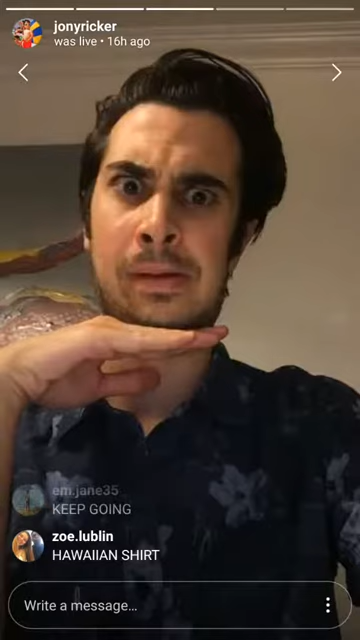 jonyricker
was live • 16h ago
em.jane35
KEEP GOING
zoe.lublin
HAWAIIAN SHIRT
Write a message...